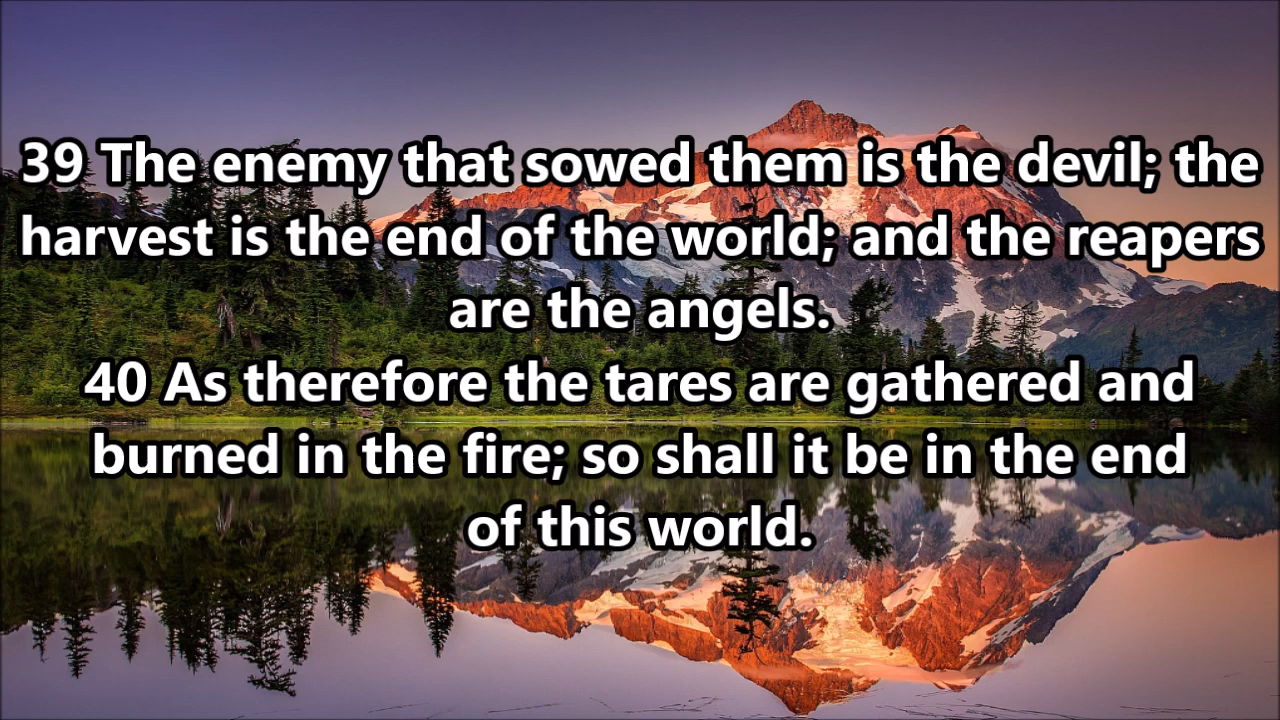 39 The enemy that sowed them is the devil; the
harvest is the end of the world; and the reapers
are the angels.
40 As therefore the tares are gathered and
burned in the fire; so shall it be in the end
of this world.